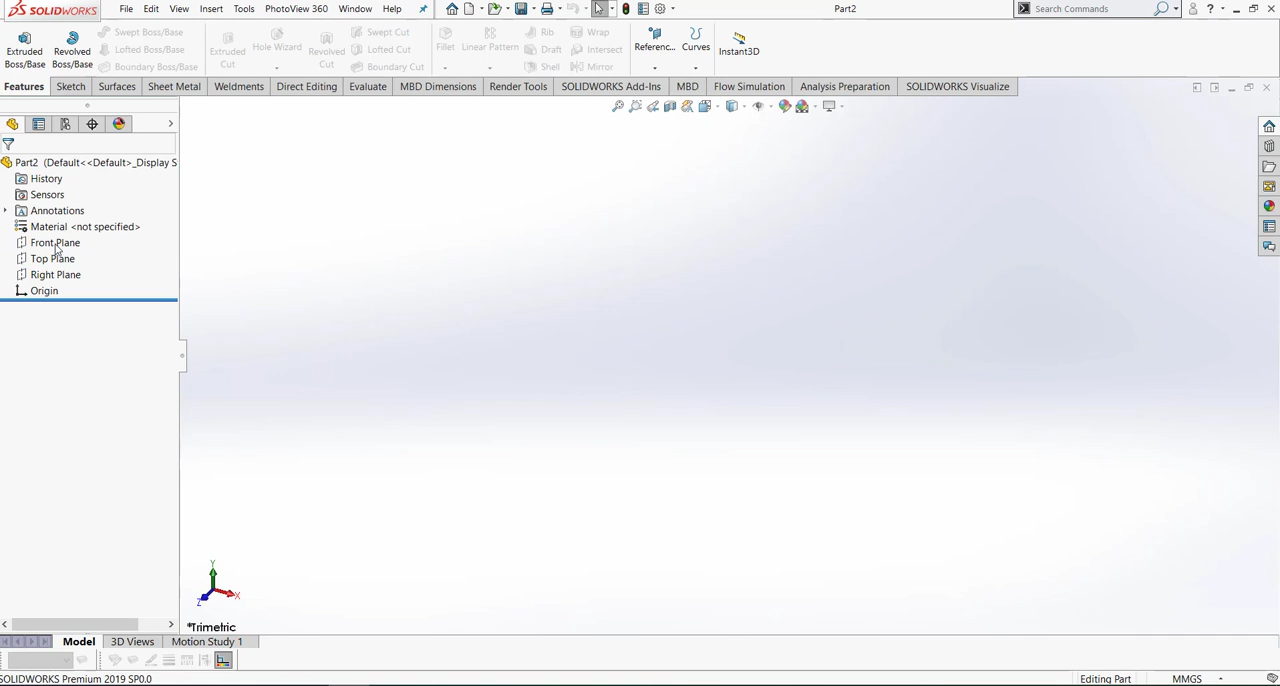 SOLIDWORKS File Edit View Insert Tools PhotoView 360 Window Help Part2 Search Commands
Extruded Boss/Base
Revolved Boss/Base
Swept Boss/Base
Lofted Boss/Base
Boundary Boss/Base
Extruded Cut
Hole Wizard
Revolved Cut
Swept Cut
Lofted Cut
Boundary Cut
Fillet
Linear Pattern
Rib
Draft
Shell
Wrap
Intersect
Mirror
Referenc...
Curves
Instant3D
Features Sketch Surfaces Sheet Metal Weldments Direct Editing Evaluate MBD Dimensions Render Tools SOLIDWORKS Add-Ins MBD Flow Simulation Analysis Preparation SOLIDWORKS Visualize
Part2 (Default<<Default>_Display S
History
Sensors
Annotations
Material <not specified>
Front Plane
Top Plane
Right Plane
Origin
Y
X
Z
*Trimetric
Model 3D Views Motion Study 1
SOLIDWORKS Premium 2019 SP0.0 Editing Part MMGS